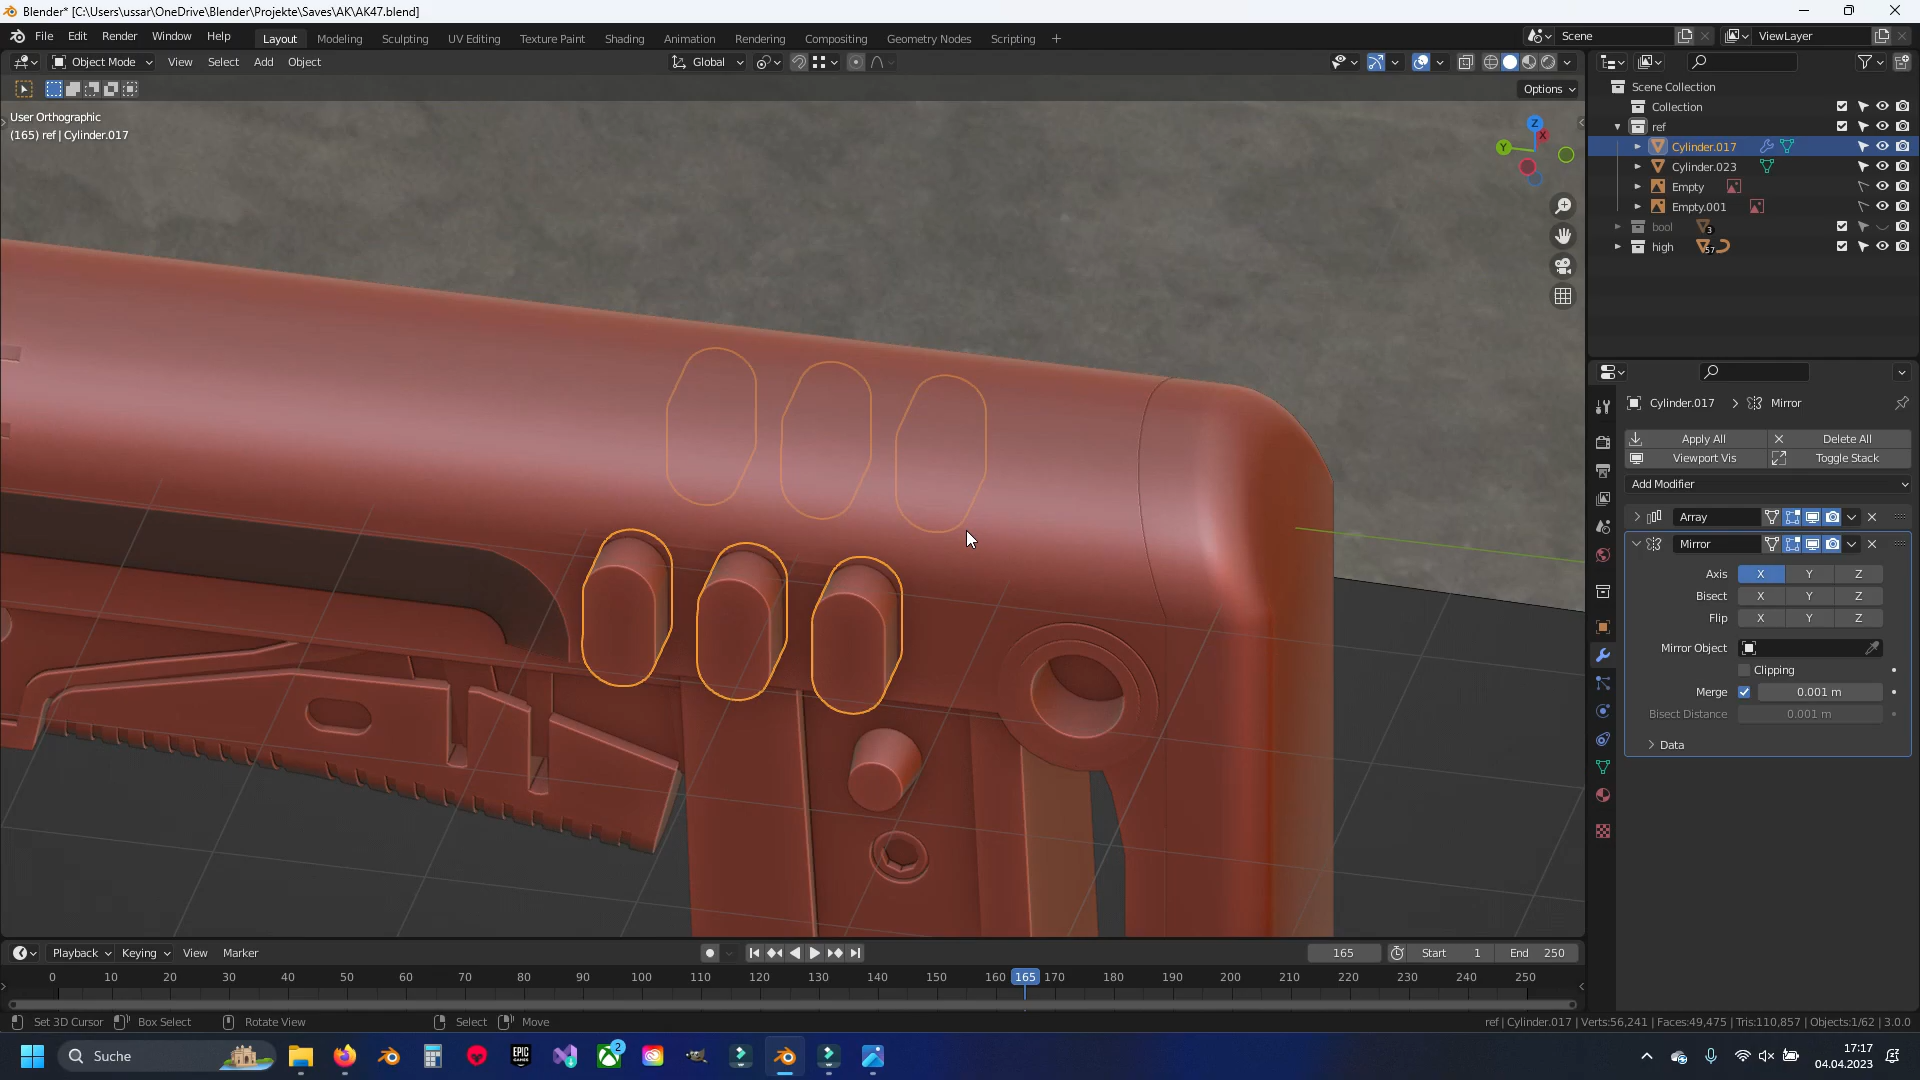 Blender* [C:\Users\ussar\OneDrive\Blender\Projekte\Saves\AK\AK47.blend]
File Edit Render Window Help Layout Modeling Sculpting UV Editing Texture Paint Shading Animation Rendering Compositing Geometry Nodes Scripting + Scene ViewLayer
Object Mode View Select Add Object Global
Options
User Orthographic
(165) ref | Cylinder.017
Z
X
Y
Scene Collection
Collection
ref
Cylinder.017
Cylinder.023
Empty
Empty.001
bool 3
high 57
Cylinder.017 > Mirror
Apply All Delete All
Viewport Vis Toggle Stack
Add Modifier
Array
Mirror
Axis X Y Z
Bisect X Y Z
Flip X Y Z
Mirror Object
Clipping
Merge 0.001 m
Bisect Distance 0.001 m
Data
Playback Keying View Marker 165 Start 1 End 250
0 10 20 30 40 50 60 70 80 90 100 110 120 130 140 150 160 165 170 180 190 200 210 220 230 240 250
Set 3D Cursor Box Select Rotate View Select Move ref | Cylinder.017 | Verts:56,241 | Faces:49,475 | Tris:110,857 | Objects:1/62 | 3.0.0
Suche EPIC GAMES 2 17:17
04.04.2023